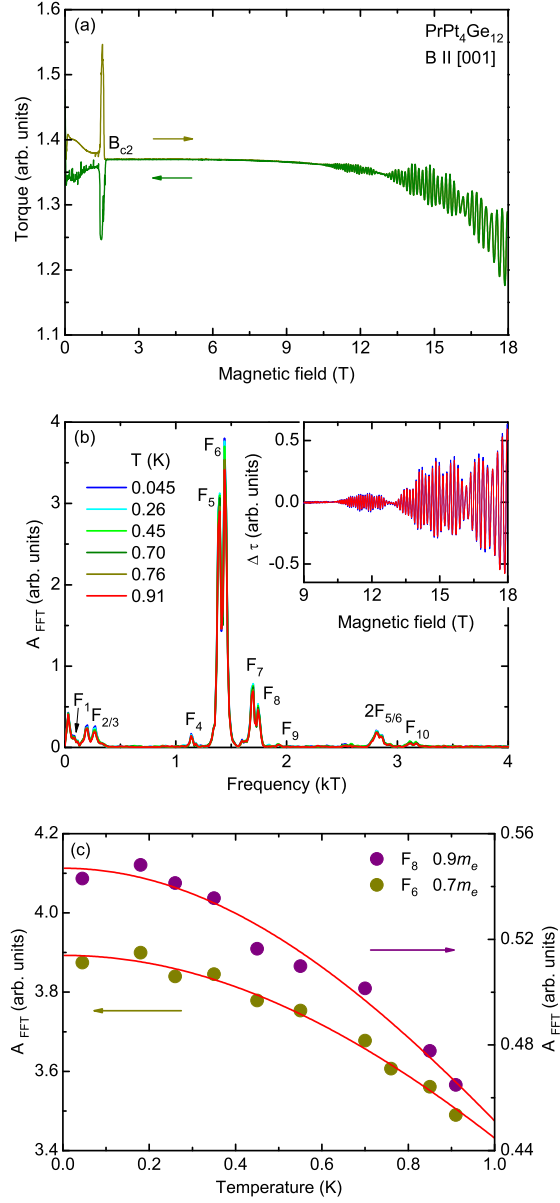 (a)
PrPt4Ge12
B II [001]
Bc2
Torque (arb. units)
1.6
1.5
1.4
1.3
1.2
1.1
0 3 6 9 12 15 18
Magnetic field (T)
(b)
T (K)
0.045
0.26
0.45
0.70
0.76
0.91
A FFT (arb. units)
4
3
2
1
0
F6
F5
F7
F8
F1
F2/3
F4
F9
2F5/6
F10
0 1 2 3 4
Frequency (kT)
Δ τ (arb. units)
0.5
0.0
-0.5
9 12 15 18
Magnetic field (T)
(c)
F8 0.9me
F6 0.7me
A FFT (arb. units)
4.2
4.0
3.8
3.6
3.4
0.56
0.52
0.48
0.44
A FFT (arb. units)
0.0 0.2 0.4 0.6 0.8 1.0
Temperature (K)